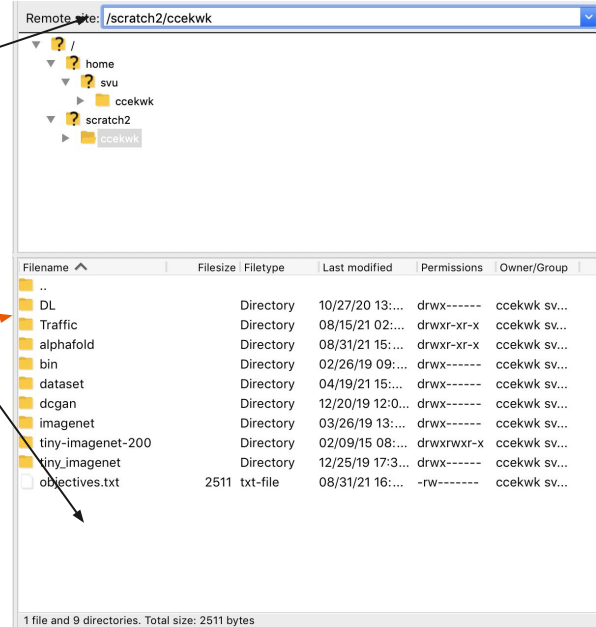 Remote site: /scratch2/ccekwk
/
home
svu
ccekwk
scratch2
ccekwk
Filename Filesize Filetype Last modified Permissions Owner/Group
..
DL Directory 10/27/20 13:... drwx------ ccekwk sv...
Traffic Directory 08/15/21 02:... drwxr-xr-x ccekwk sv...
alphafold Directory 08/31/21 15:... drwxr-xr-x ccekwk sv...
bin Directory 02/26/19 09:... drwx------ ccekwk sv...
dataset Directory 04/19/21 15:... drwx------ ccekwk sv...
dcgan Directory 12/20/19 12:0... drwx------ ccekwk sv...
imagenet Directory 03/26/19 13:... drwx------ ccekwk sv...
tiny-imagenet-200 Directory 02/09/15 08:... drwxrwxr-x ccekwk sv...
tiny_imagenet Directory 12/25/19 17:3... drwx------ ccekwk sv...
objectives.txt 2511 txt-file 08/31/21 16:... -rw------- ccekwk sv...
1 file and 9 directories. Total size: 2511 bytes